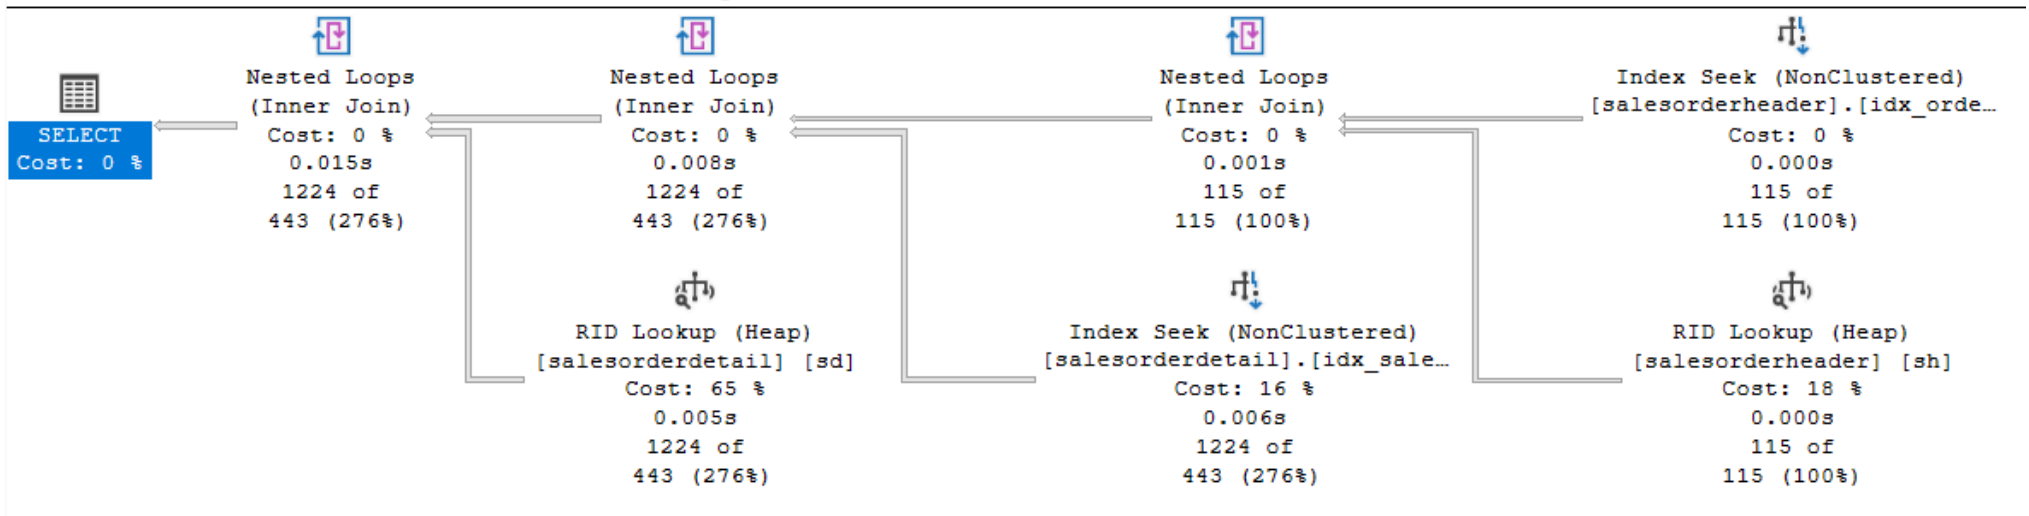 SELECT
Cost: 0 %
Nested Loops
(Inner Join)
Cost: 0 %
0.015s
1224 of
443 (276%)
Nested Loops
(Inner Join)
Cost: 0 %
0.008s
1224 of
443 (276%)
Nested Loops
(Inner Join)
Cost: 0 %
0.001s
115 of
115 (100%)
Index Seek (NonClustered)
[salesorderheader].[idx_orde…
Cost: 0 %
0.000s
115 of
115 (100%)
RID Lookup (Heap)
[salesorderdetail] [sd]
Cost: 65 %
0.005s
1224 of
443 (276%)
Index Seek (NonClustered)
[salesorderdetail].[idx_sale…
Cost: 16 %
0.006s
1224 of
443 (276%)
RID Lookup (Heap)
[salesorderheader] [sh]
Cost: 18 %
0.000s
115 of
115 (100%)